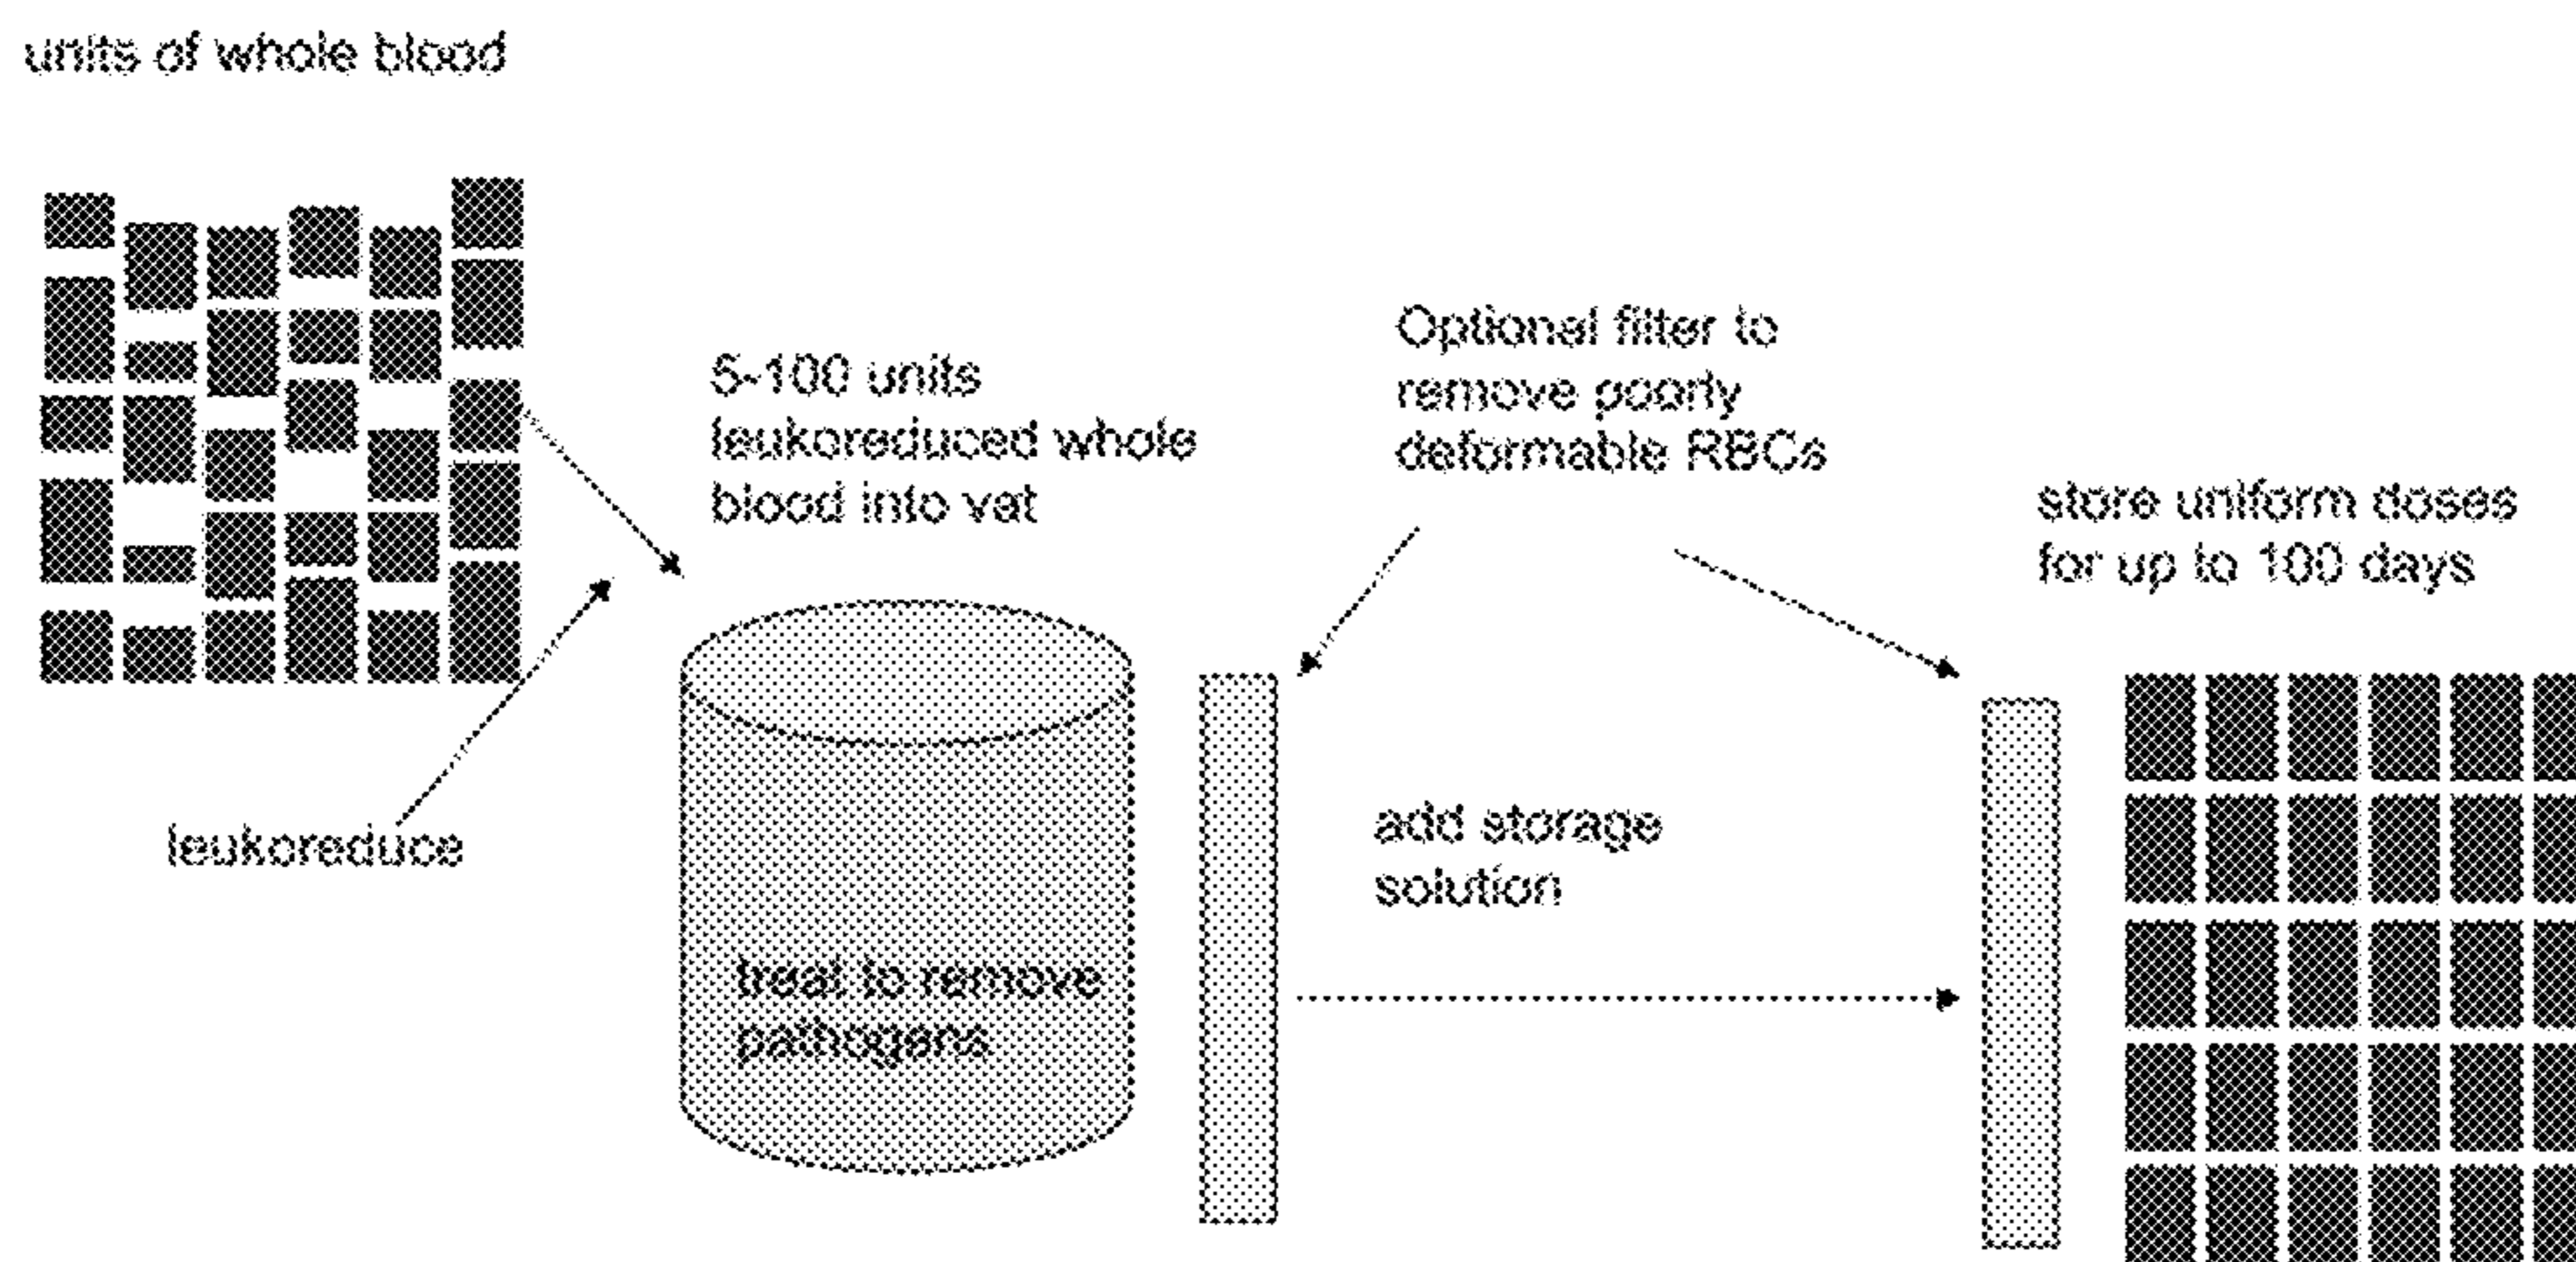 units of whole blood
5-100 units
leukoreduced whole
blood into vat
Optional filter to
remove poorly
deformable RBCs
store uniform doses
for up to 100 days
leukoreduce
add storage
solution
treat to remove
pathogens